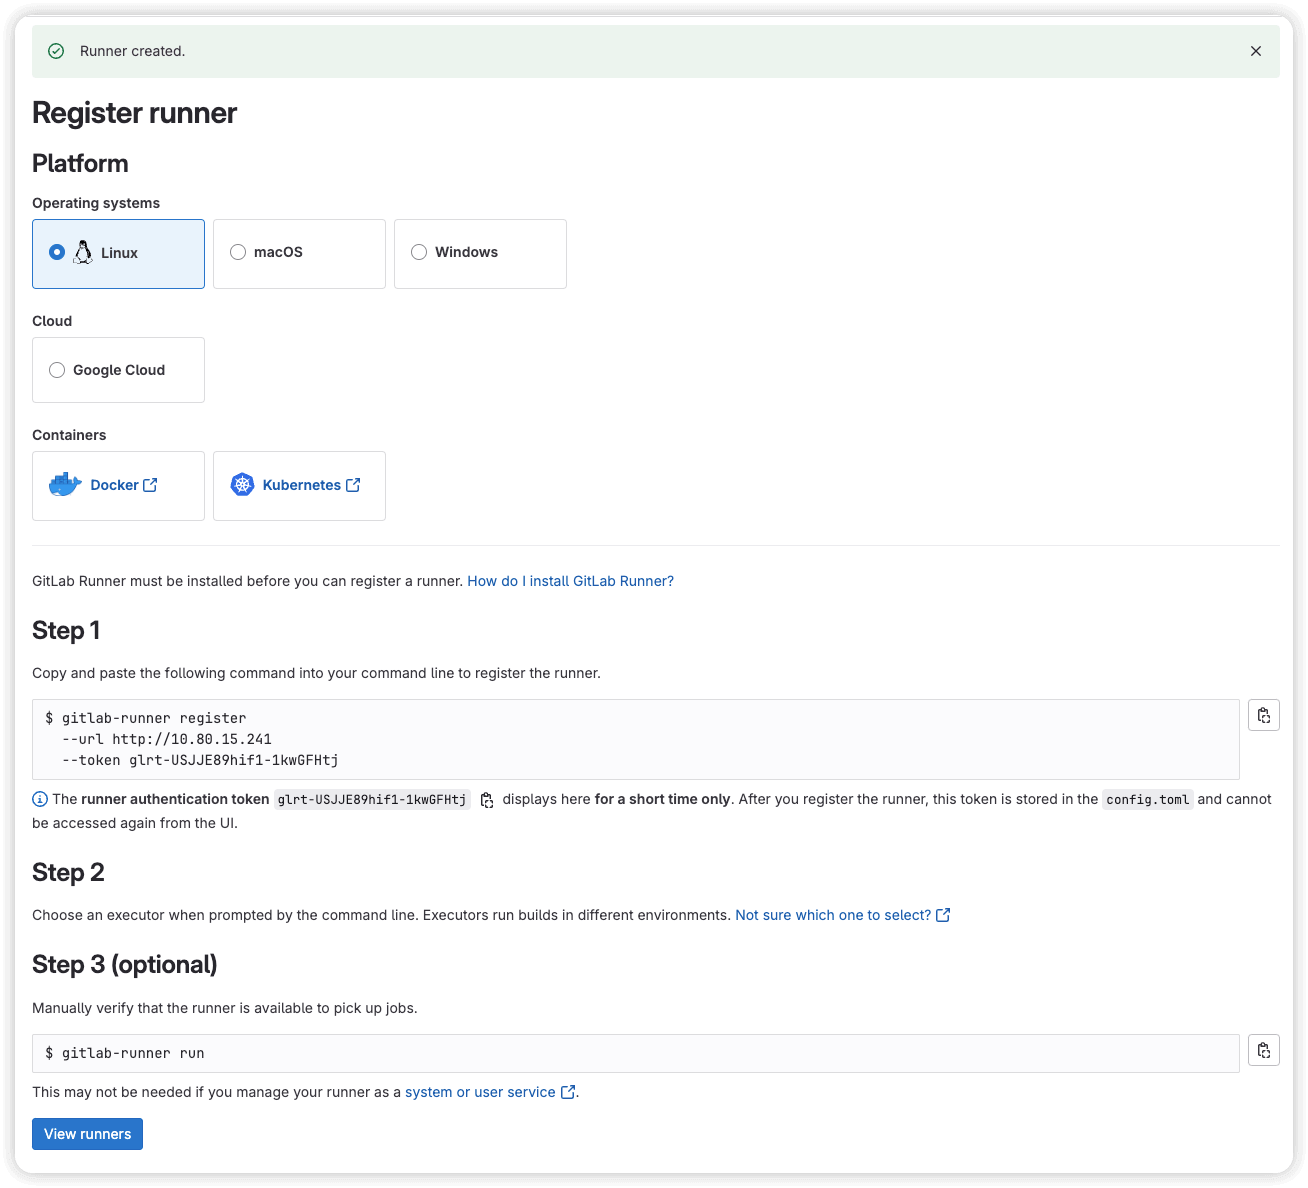 Runner created.
Register runner
Platform
Operating systems
Linux
macOS
Windows
Cloud
Google Cloud
Containers
Docker
Kubernetes
GitLab Runner must be installed before you can register a runner. How do I install GitLab Runner?
Step 1
Copy and paste the following command into your command line to register the runner.
$ gitlab-runner register
--url http://10.80.15.241
--token glrt-USJJE89hif1-1kwGFHtj
The runner authentication token glrt-USJJE89hif1-1kwGFHtj displays here for a short time only. After you register the runner, this token is stored in the config.toml and cannot
be accessed again from the UI.
Step 2
Choose an executor when prompted by the command line. Executors run builds in different environments. Not sure which one to select?
Step 3 (optional)
Manually verify that the runner is available to pick up jobs.
$ gitlab-runner run
This may not be needed if you manage your runner as a system or user service.
View runners